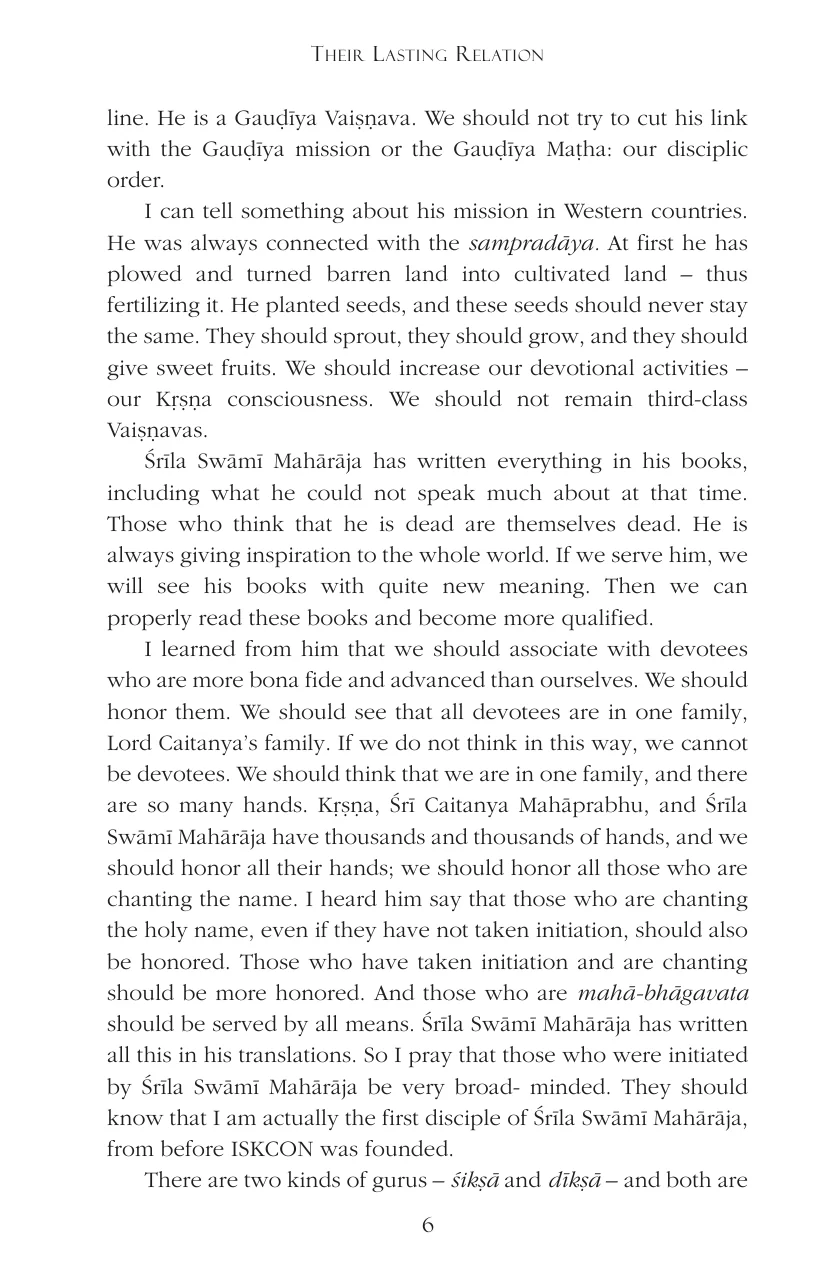 THEIR LASTING RELATION
line. He is a Gauḍīya Vaiṣṇava. We should not try to cut his link
with the Gauḍīya mission or the Gauḍīya Maṭha: our disciplic
order.
I can tell something about his mission in Western countries.
He was always connected with the sampradāya. At first he has
plowed and turned barren land into cultivated land – thus
fertilizing it. He planted seeds, and these seeds should never stay
the same. They should sprout, they should grow, and they should
give sweet fruits. We should increase our devotional activities –
our Kṛṣṇa consciousness. We should not remain third-class
Vaiṣṇavas.
Śrīla Swāmī Mahārāja has written everything in his books,
including what he could not speak much about at that time.
Those who think that he is dead are themselves dead. He is
always giving inspiration to the whole world. If we serve him, we
will see his books with quite new meaning. Then we can
properly read these books and become more qualified.
I learned from him that we should associate with devotees
who are more bona fide and advanced than ourselves. We should
honor them. We should see that all devotees are in one family,
Lord Caitanya’s family. If we do not think in this way, we cannot
be devotees. We should think that we are in one family, and there
are so many hands. Kṛṣṇa, Śrī Caitanya Mahāprabhu, and Śrīla
Swāmī Mahārāja have thousands and thousands of hands, and we
should honor all their hands; we should honor all those who are
chanting the name. I heard him say that those who are chanting
the holy name, even if they have not taken initiation, should also
be honored. Those who have taken initiation and are chanting
should be more honored. And those who are mahā-bhāgavata
should be served by all means. Śrīla Swāmī Mahārāja has written
all this in his translations. So I pray that those who were initiated
by Śrīla Swāmī Mahārāja be very broad- minded. They should
know that I am actually the first disciple of Śrīla Swāmī Mahārāja,
from before ISKCON was founded.
There are two kinds of gurus – śikṣā and dīkṣā – and both are
6